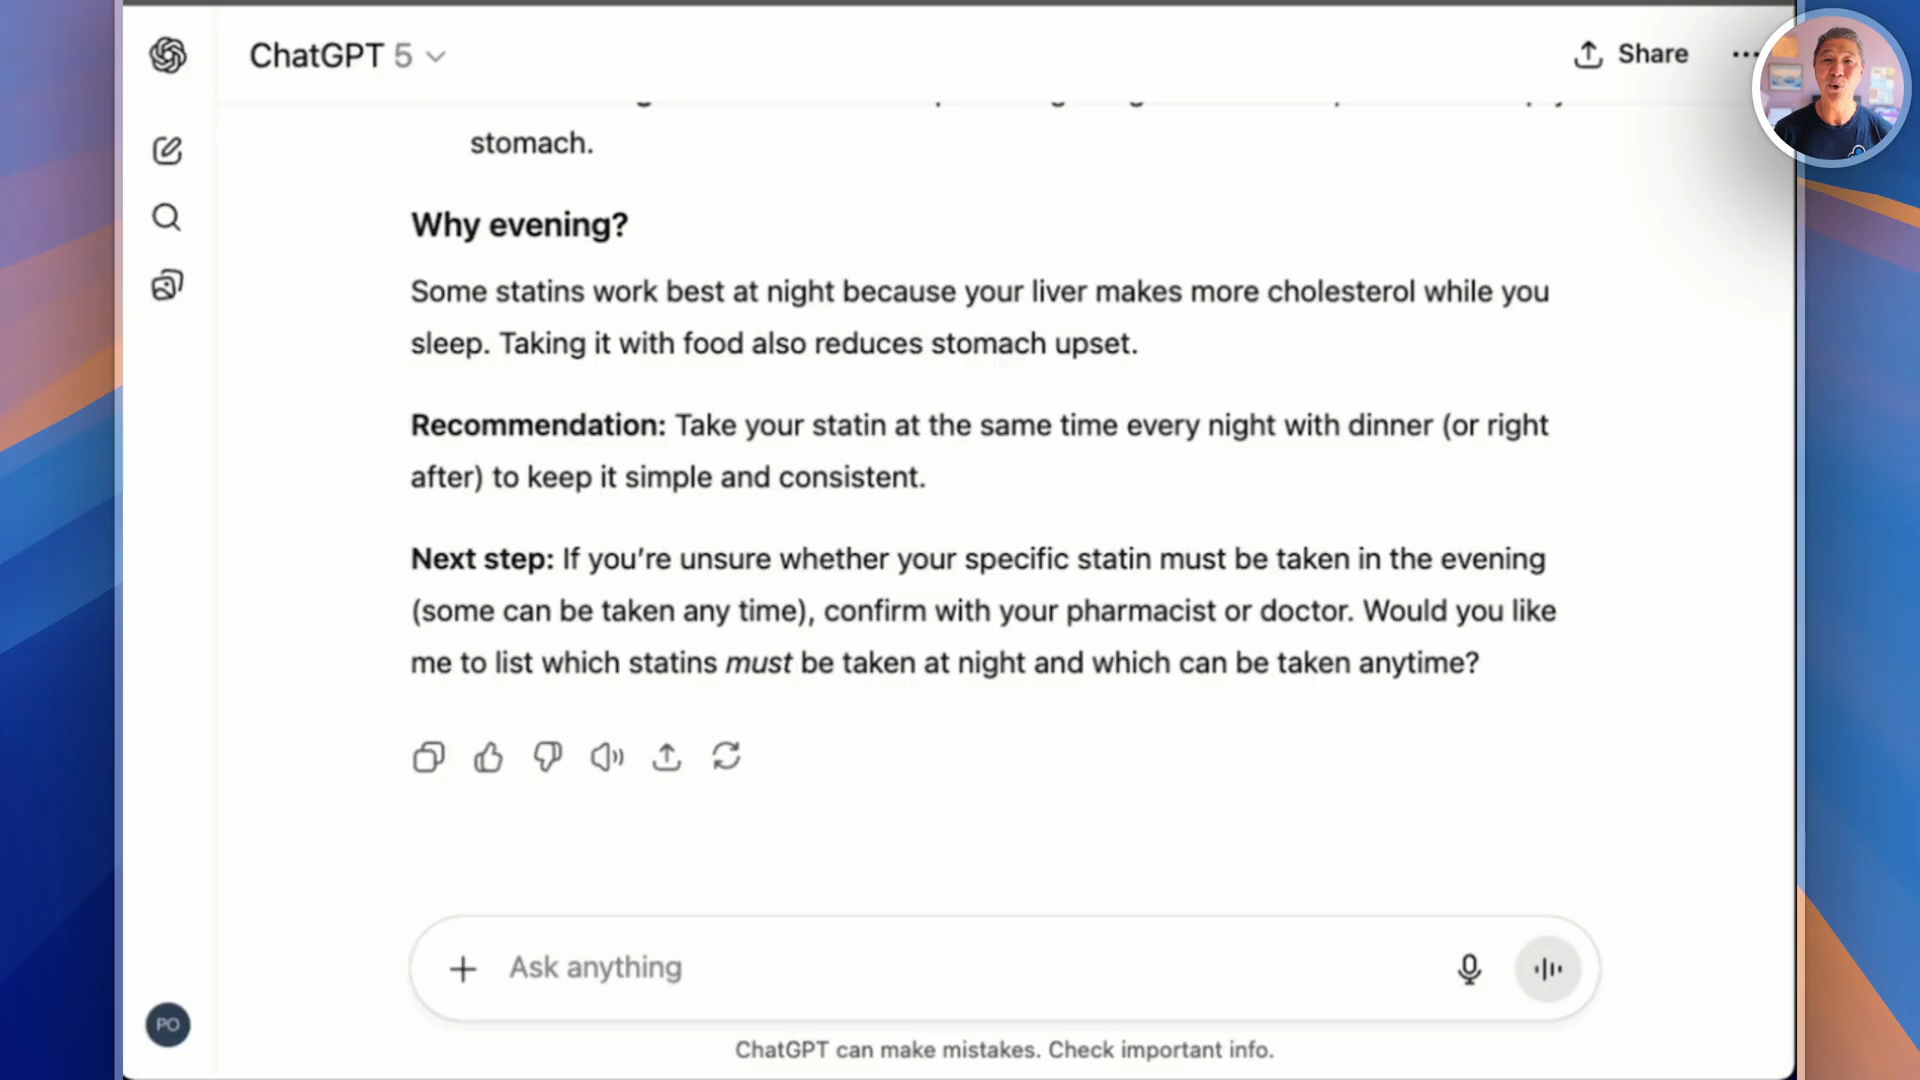 ChatGPT 5
Share
stomach.
Why evening?
Some statins work best at night because your liver makes more cholesterol while you
sleep. Taking it with food also reduces stomach upset.
Recommendation: Take your statin at the same time every night with dinner (or right
after) to keep it simple and consistent.
Next step: If you’re unsure whether your specific statin must be taken in the evening
(some can be taken any time), confirm with your pharmacist or doctor. Would you like
me to list which statins must be taken at night and which can be taken anytime?
Ask anything
PO
ChatGPT can make mistakes. Check important info.